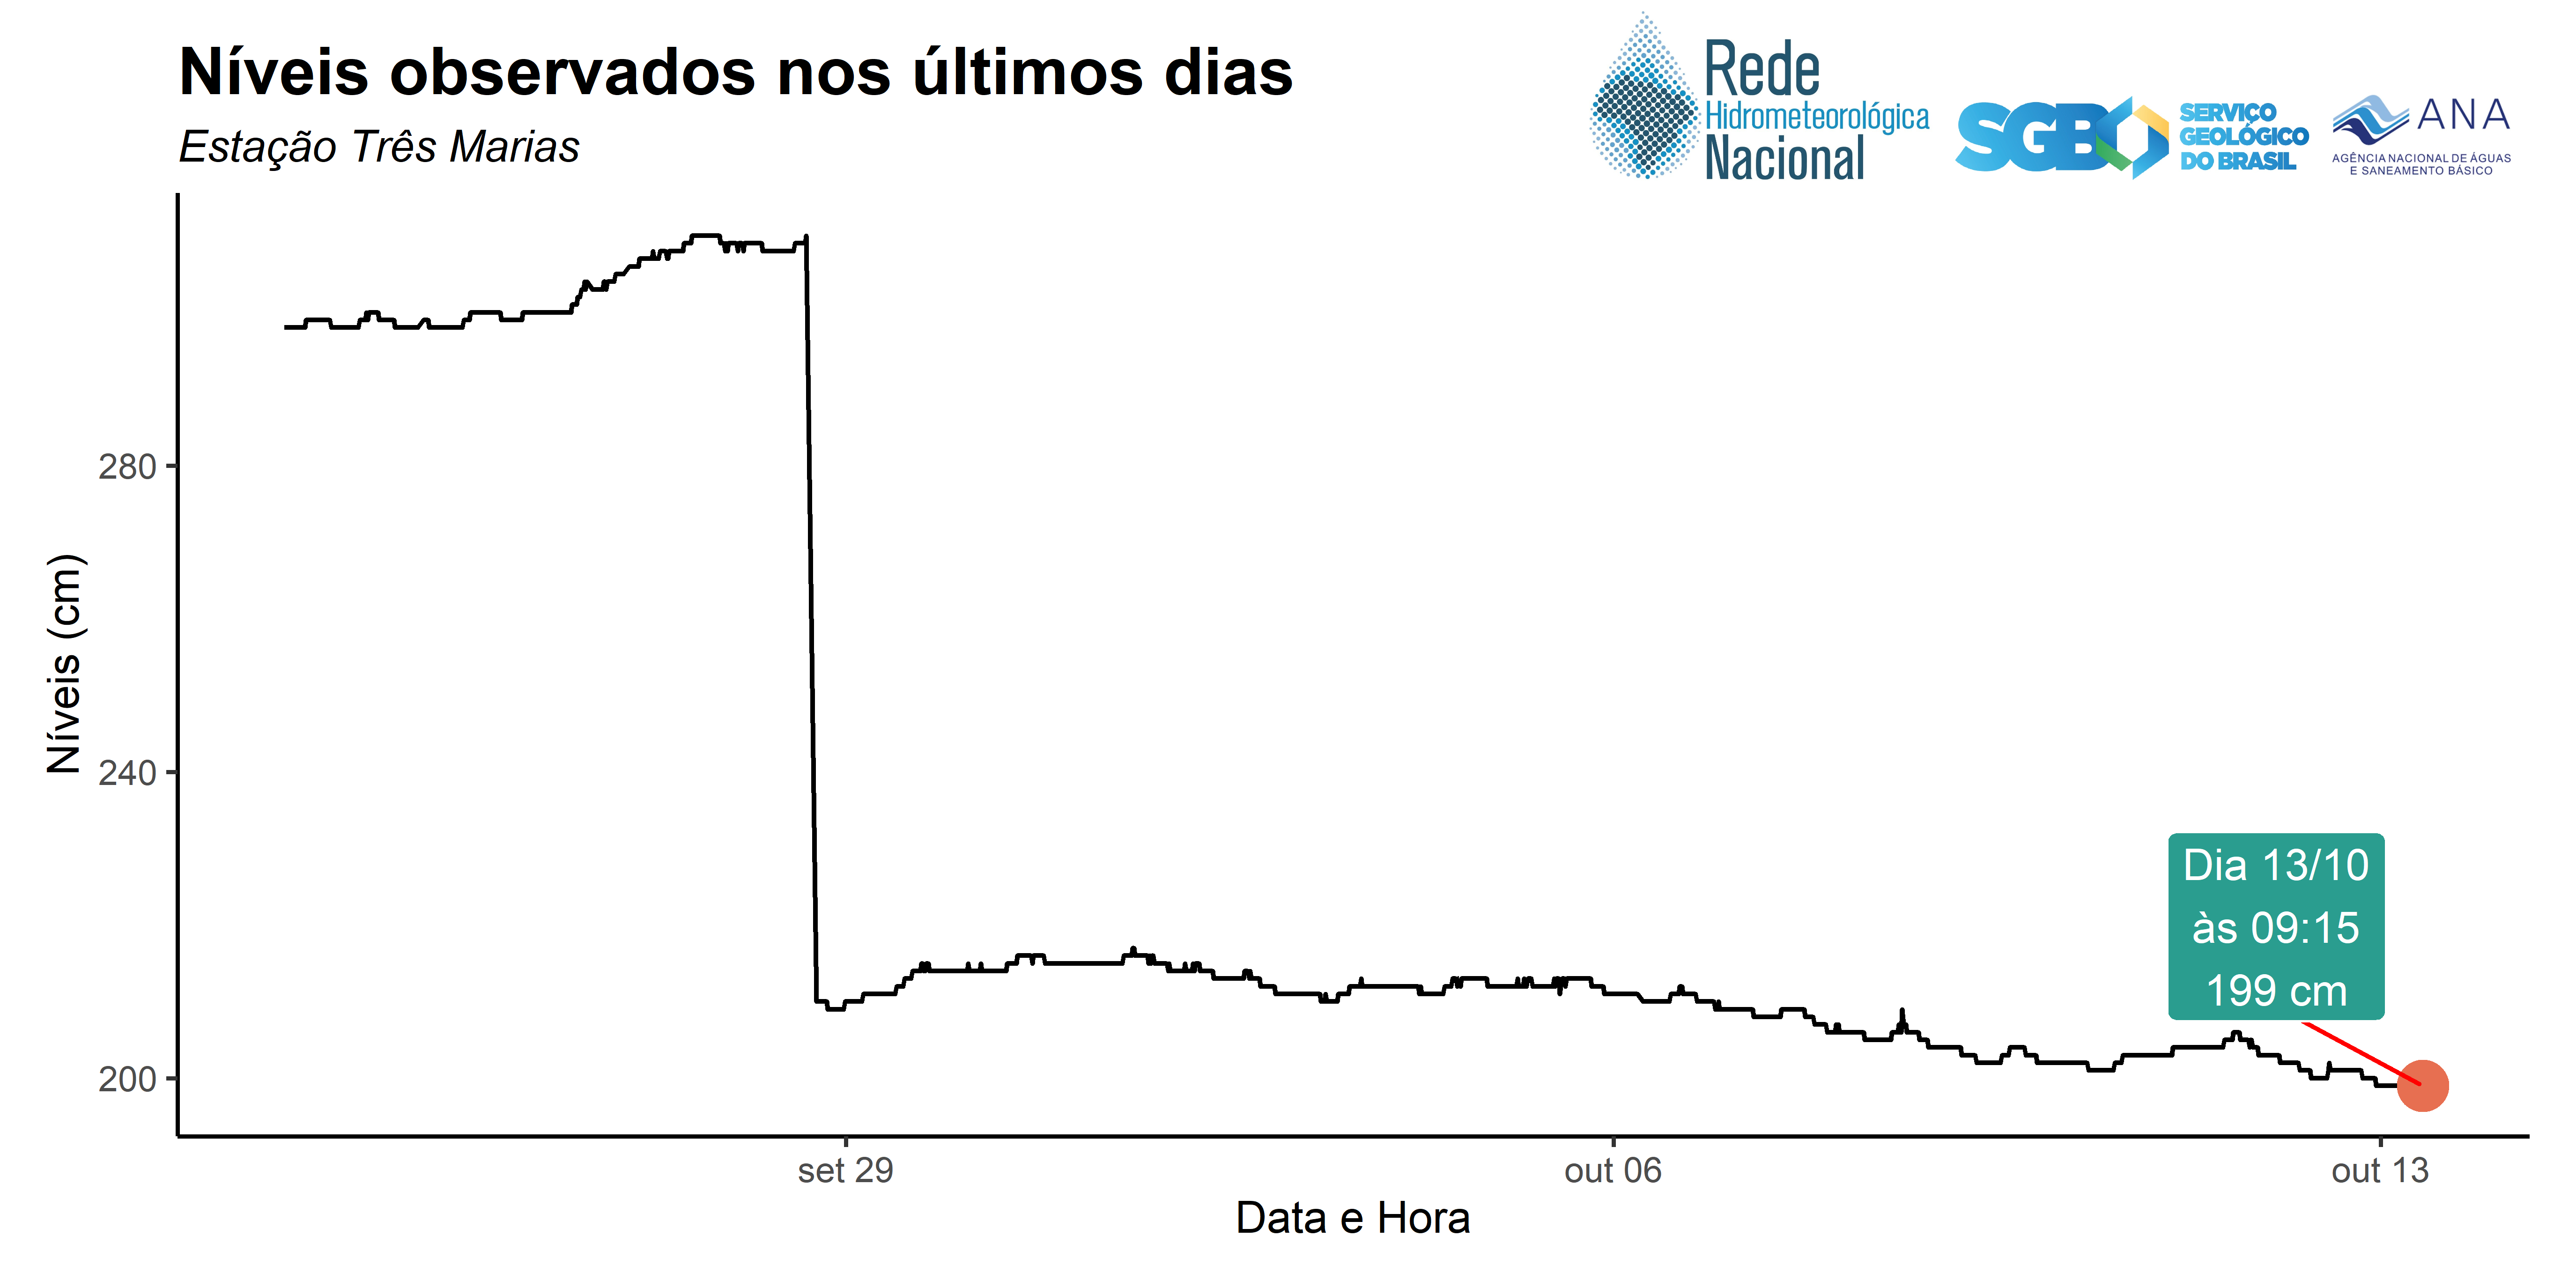 Níveis observados nos últimos dias
Estação Três Marias
Rede
Hidrometeorológica
Nacional
SGB
SERVIÇO
GEOLÓGICO
DO BRASIL
ANA
AGÊNCIA NACIONAL DE ÁGUAS
E SANEAMENTO BÁSICO
Níveis (cm)
280
240
200
Dia 13/10
às 09:15
199 cm
set 29
out 06
out 13
Data e Hora